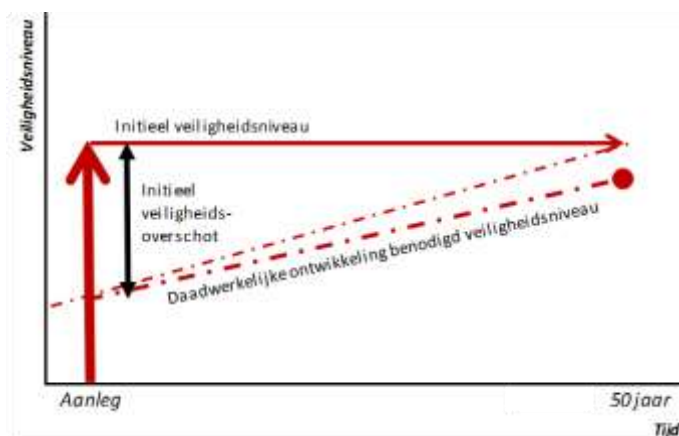 Veiligheidsniveau
Initieel veiligheidsniveau
Initieel
veiligheids-
overschot
Daadwerkelijke ontwikkeling benodigd veiligheidsniveau
Aanleg
50 jaar
Tijd